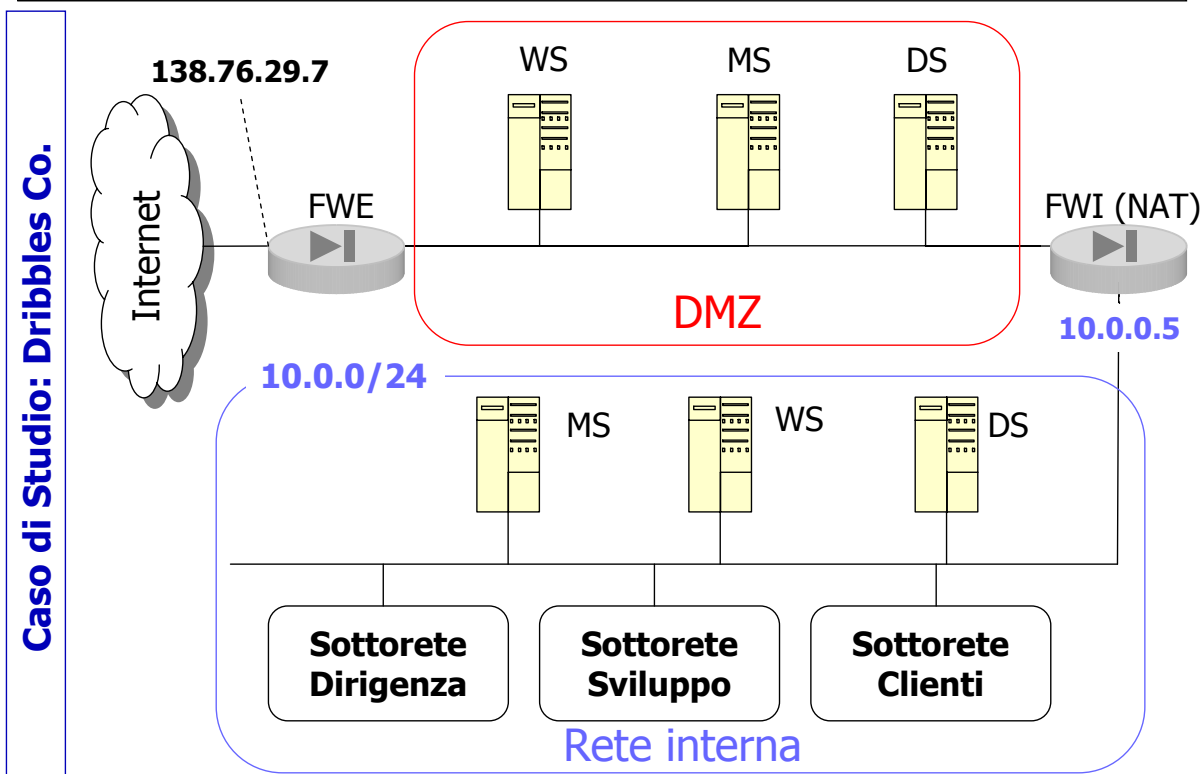 Caso di Studio: Dribbles Co.
138.76.29.7
WS
MS
DS
Internet
FWE
FWI (NAT)
DMZ
10.0.0.5
10.0.0/24
MS
WS
DS
Sottorete
Dirigenza
Sottorete
Sviluppo
Sottorete
Clienti
Rete interna